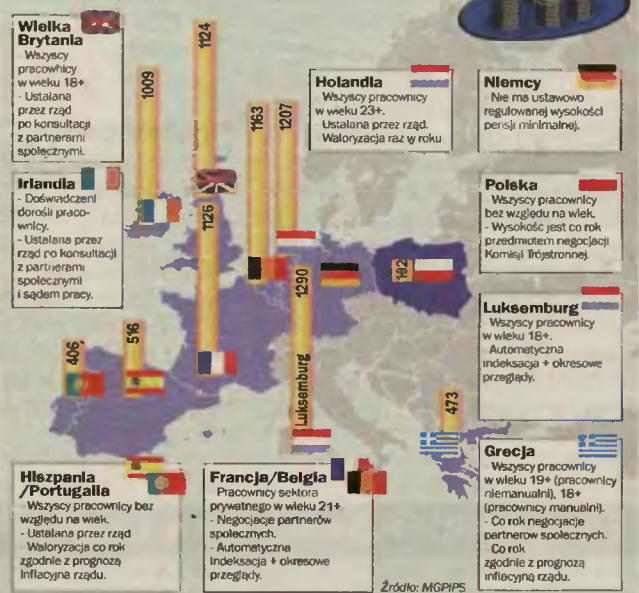 Wielka
Brytania
- Wszyscy
pracownicy
w wieku 18+
- Ustalana
przez rząd
po konsultacji
z partnerami
społecznymi.
Irlandia
- Doświadczeni
dorośli praco-
wnicy.
- Ustalana przez
rząd po konsultacji
z partnerami
społecznymi
i sądem pracy.
1009
1124
1126
1163
1207
1290
Luksemburg
182
406
516
473
Holandia
- Wszyscy pracownicy
w wieku 23+.
- Ustalana przez rząd.
- Waloryzacja raz w roku
Niemcy
- Nie ma ustawowo
regulowanej wysokości
pensji minimalnej.
Polska
- Wszyscy pracownicy
bez względu na wiek.
- Wysokość jest co rok
przedmiotem negocjacji
Komisji Trójstronnej.
Luksemburg
- Wszyscy pracownicy
w wieku 18+.
- Automatyczna
indeksacja + okresowe
przeglądy.
Hiszpania
/Portugalia
- Wszyscy pracownicy bez
względu na wiek.
- Ustalana przez rząd
- Waloryzacja co rok
zgodnie z prognozą
inflacyjną rządu.
Francja/Belgia
- Pracownicy sektora
prywatnego w wieku 21+
- Negocjacje partnerów
społecznych.
- Automatyczna
indeksacja + okresowe
przeglądy.
Grecja
- Wszyscy pracownicy
w wieku 19+ (pracownicy
niemanualni), 18+
(pracownicy manualni).
- Co rok negocjacje
partnerow społecznych.
- Co rok
zgodnie z prognozą
inflacyjną rządu.
Źródło: MGPiPS